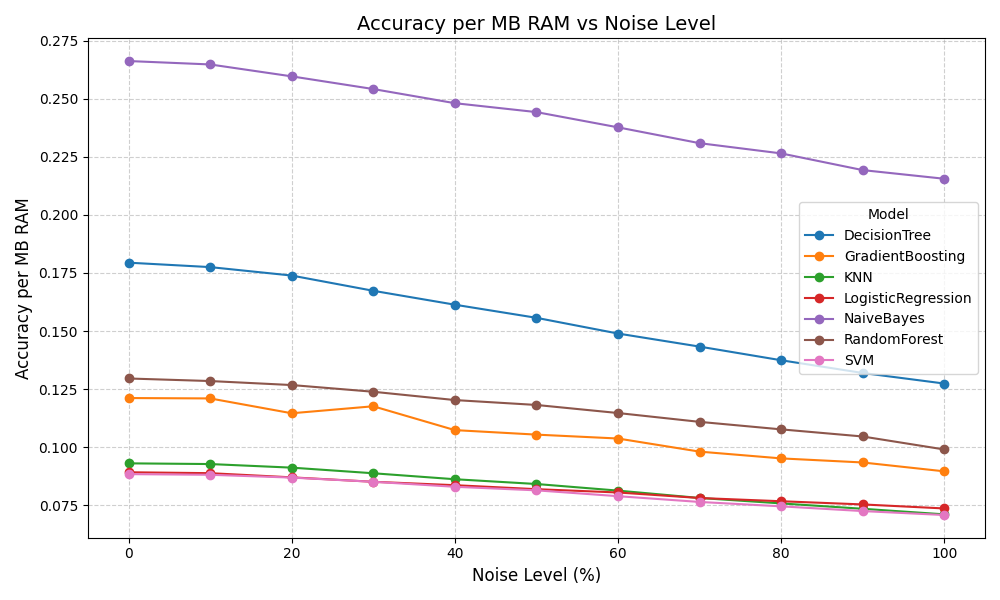 Accuracy per MB RAM vs Noise Level
Accuracy per MB RAM
0.275
0.250
0.225
0.200
0.175
0.150
0.125
0.100
0.075
Model
DecisionTree
GradientBoosting
KNN
LogisticRegression
NaiveBayes
RandomForest
SVM
0 20 40 60 80 100
Noise Level (%)